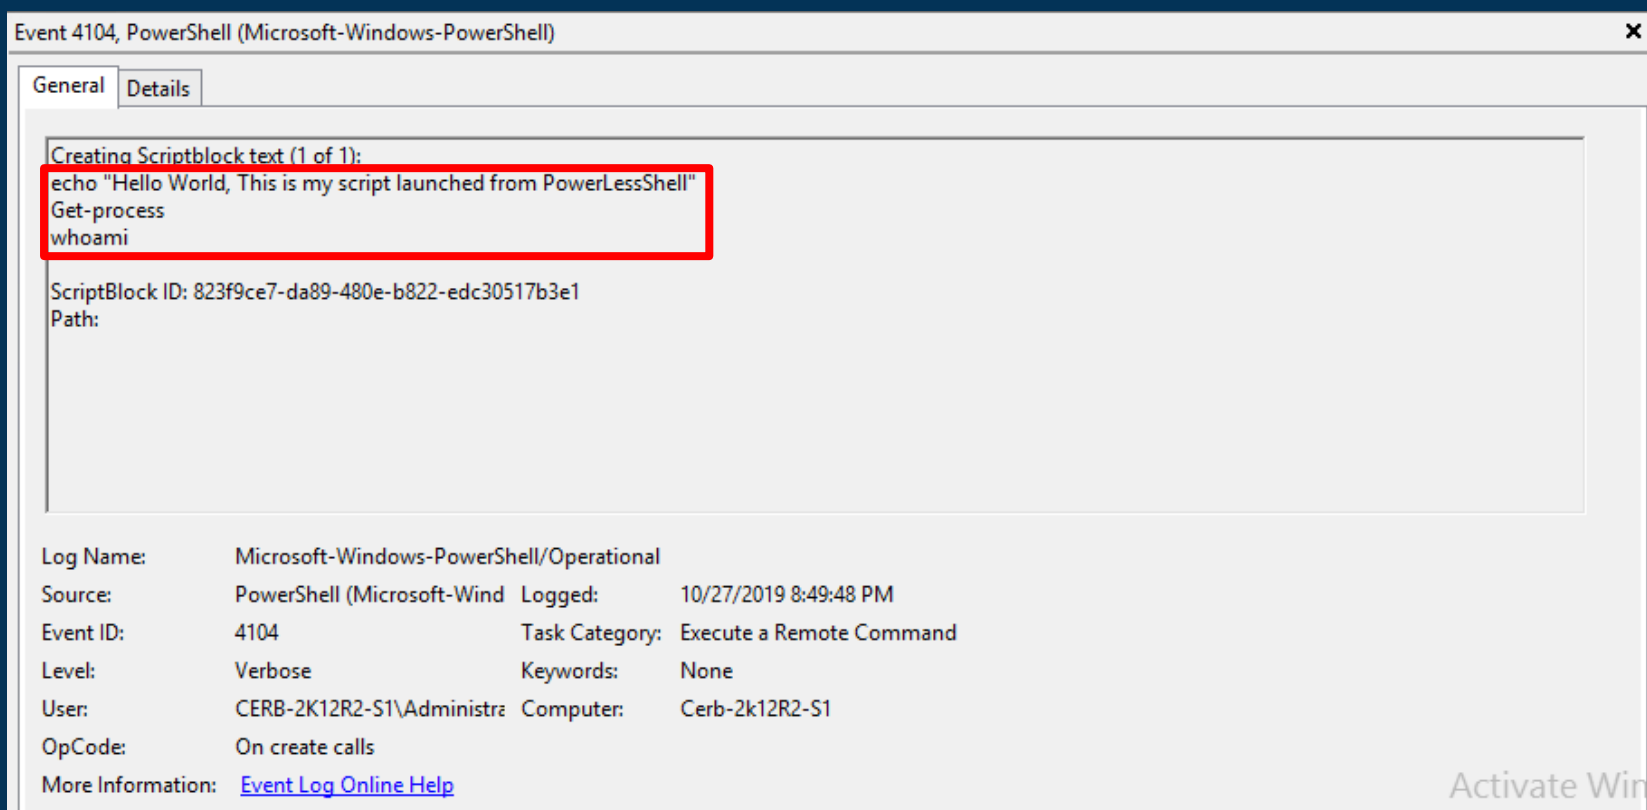 Event 4104, PowerShell (Microsoft-Windows-PowerShell)
General Details
Creating Scriptblock text (1 of 1):
echo "Hello World, This is my script launched from PowerLessShell"
Get-process
whoami
ScriptBlock ID: 823f9ce7-da89-480e-b822-edc30517b3e1
Path:
Log Name: Microsoft-Windows-PowerShell/Operational
Source: PowerShell (Microsoft-Wind Logged: 10/27/2019 8:49:48 PM
Event ID: 4104 Task Category: Execute a Remote Command
Level: Verbose Keywords: None
User: CERB-2K12R2-S1\Administra Computer: Cerb-2k12R2-S1
OpCode: On create calls
More Information: Event Log Online Help
Activate Win